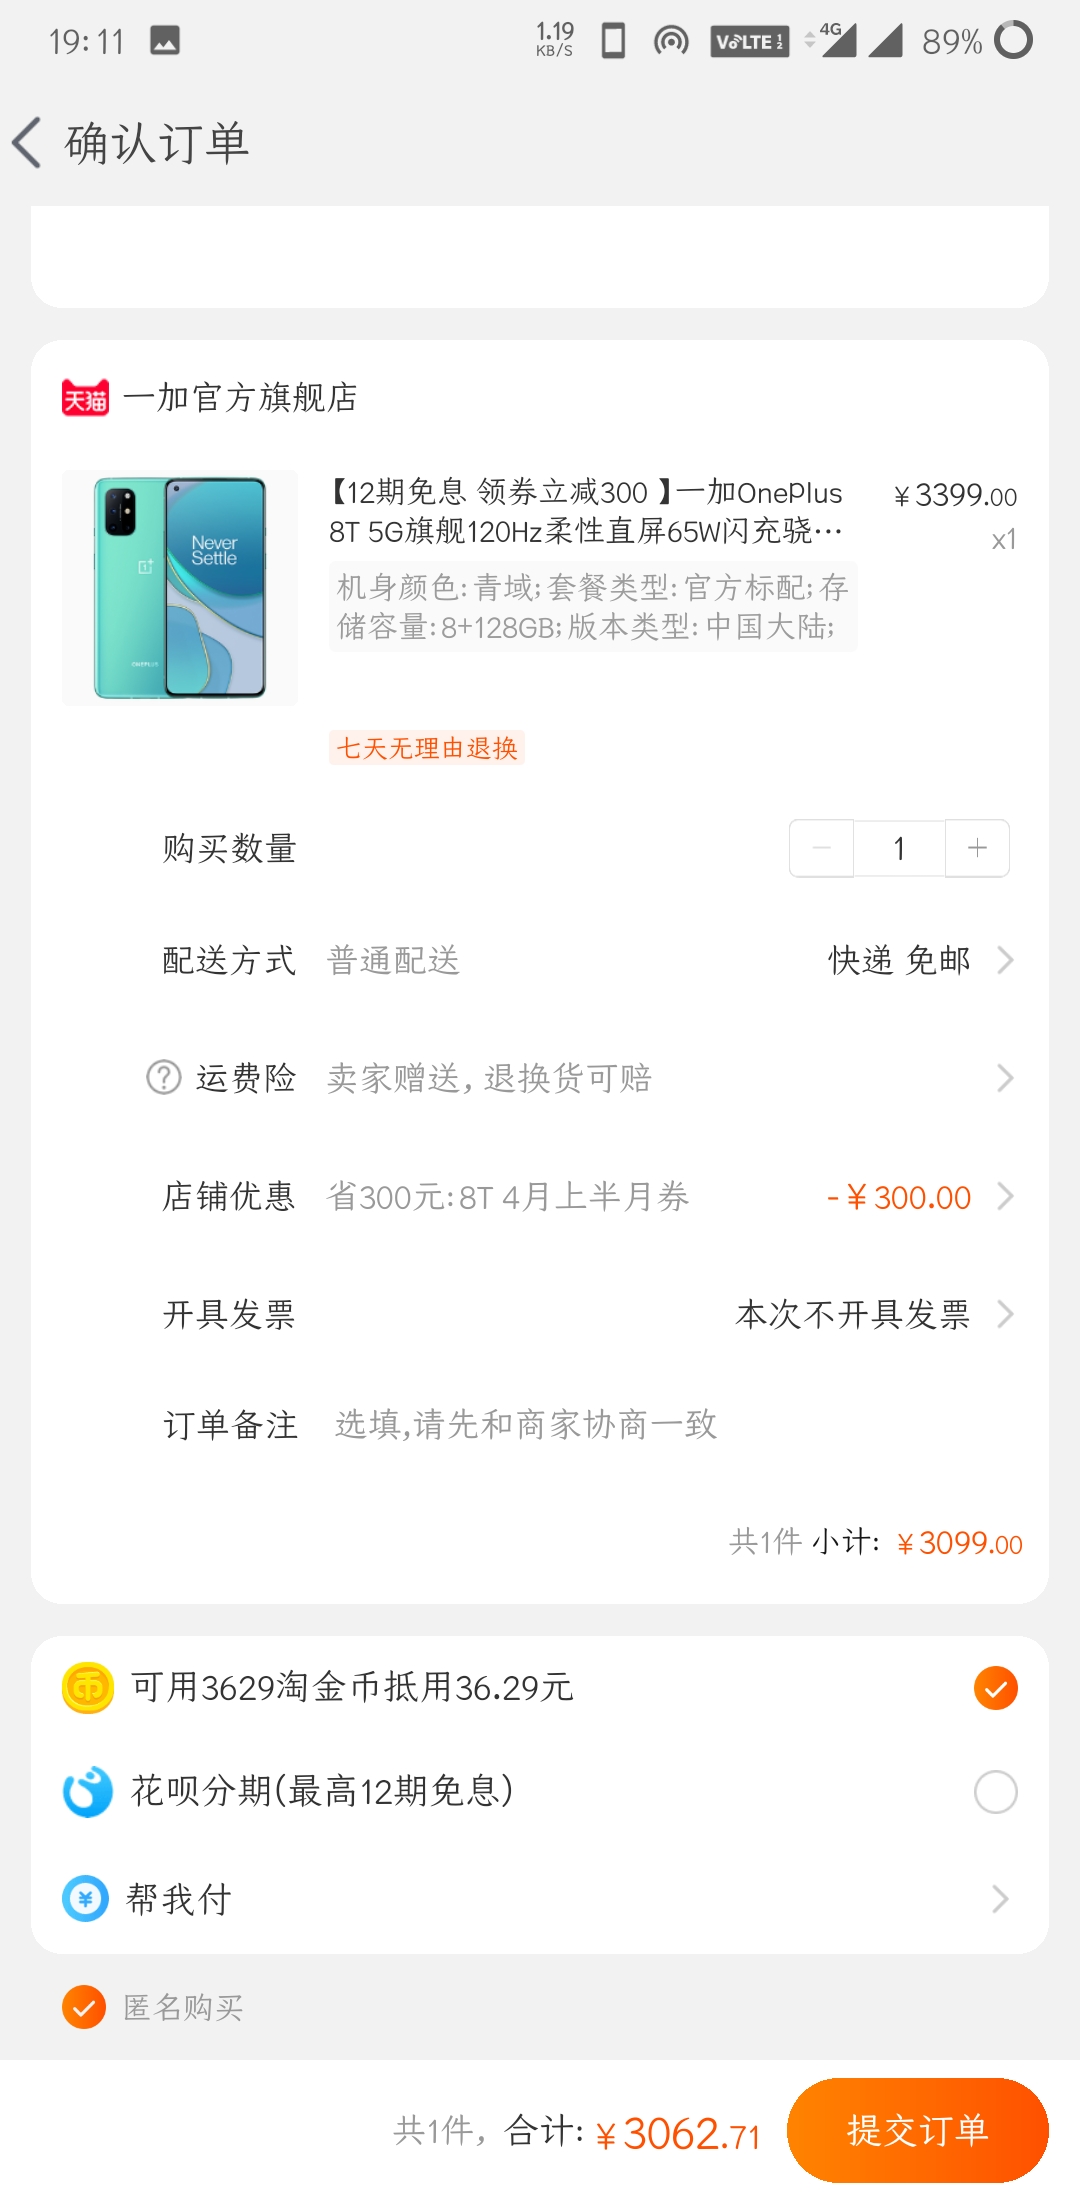 19:11 1.19 KB/S VoLTE 1 2 4G 89%
确认订单
天猫 一加官方旗舰店
【12期免息 领券立减300 】一加OnePlus ¥3399.00
8T 5G旗舰120Hz柔性直屏65W闪充骁… x1
Never
Settle
机身颜色:青域;套餐类型:官方标配;存
储容量:8+128GB;版本类型:中国大陆;
ONEPLUS
七天无理由退换
购买数量 − 1 +
配送方式 普通配送 快递 免邮
? 运费险 卖家赠送, 退换货可赔
店铺优惠 省300元:8T 4月上半月券 -¥300.00
开具发票 本次不开具发票
订单备注 选填,请先和商家协商一致
共1件 小计: ¥3099.00
币 可用3629淘金币抵用36.29元
花呗分期(最高12期免息)
¥ 帮我付
匿名购买
共1件, 合计: ¥3062.71 提交订单